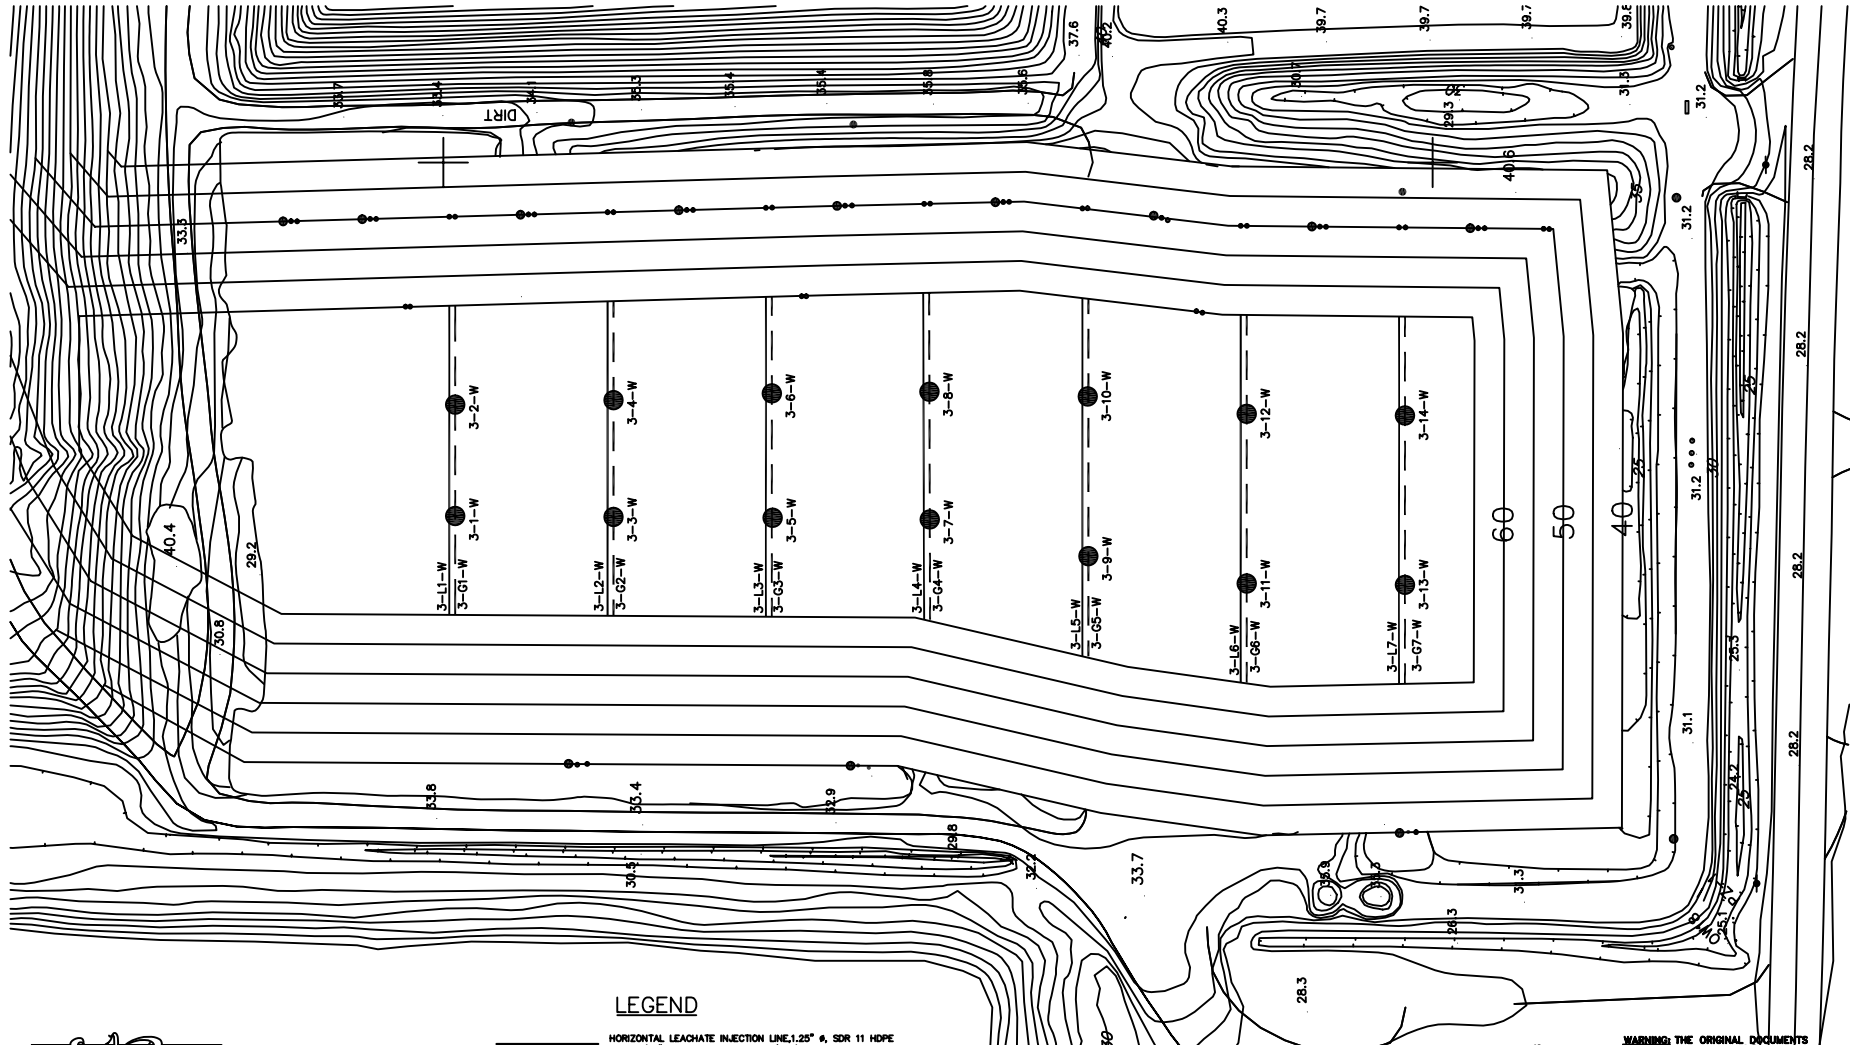 37.6
40.2
40.3
39.7
39.7
39.7
39.8
33.4
34.1
35.3
35.4
35.4
35.8
35.6
30.7
29.3
31.3
31.2
DIRT
28.2
40.6
35
31.2
33.3
28.2
25
3-2-W
3-4-W
3-6-W
3-8-W
3-10-W
3-12-W
3-14-W
25
30
31.2
3-1-W
3-3-W
3-5-W
3-7-W
3-9-W
3-11-W
3-13-W
60
50
40
40.4
29.2
28.2
3-L1-W
3-G1-W
3-L2-W
3-G2-W
3-L3-W
3-G3-W
3-L4-W
3-G4-W
3-L5-W
3-G5-W
3-L6-W
3-G6-W
3-L7-W
3-G7-W
30.8
25.3
31.1
28.2
24.2
25
33.8
33.4
32.9
29.8
30.5
32.2
33.7
35.9
31.3
26.3
25.1
28.3
30
LEGEND
HORIZONTAL LEACHATE INJECTION LINE,1.25" ø, SDR 11 HDPE
WARNING: THE ORIGINAL DOCUMENTS